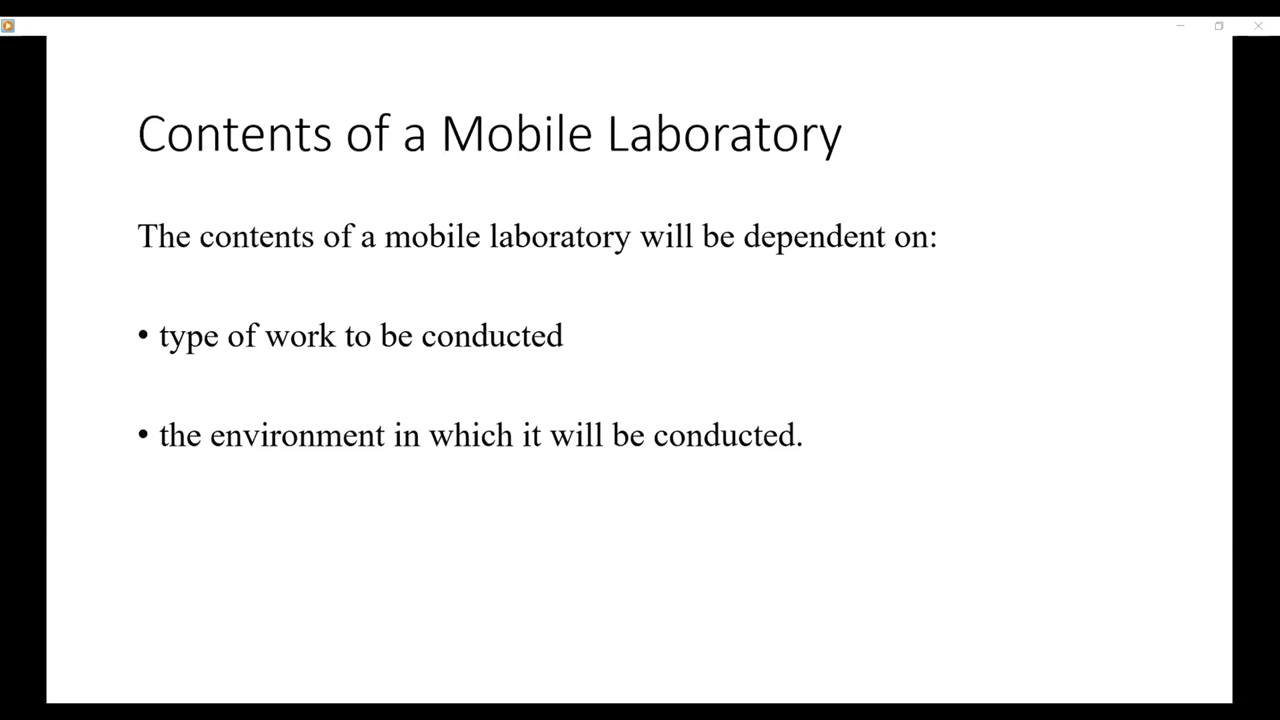 Contents of a Mobile Laboratory
The contents of a mobile laboratory will be dependent on:
• type of work to be conducted
• the environment in which it will be conducted.